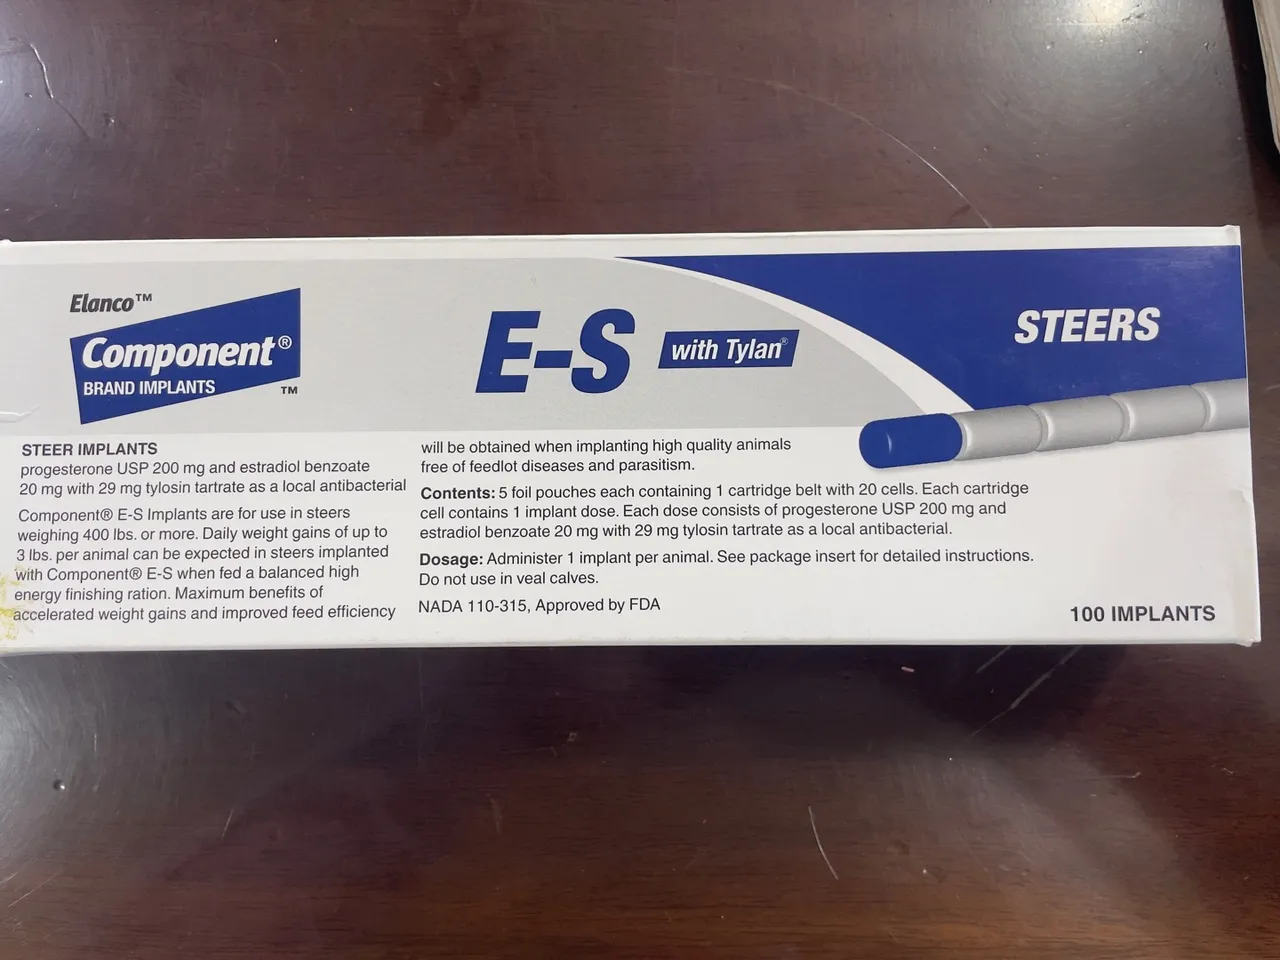 Elanco™
Component®
BRAND IMPLANTS
™
E-S
with Tylan®
STEERS
STEER IMPLANTS
progesterone USP 200 mg and estradiol benzoate
20 mg with 29 mg tylosin tartrate as a local antibacterial
Component® E-S Implants are for use in steers
weighing 400 lbs. or more. Daily weight gains of up to
3 lbs. per animal can be expected in steers implanted
with Component® E-S when fed a balanced high
energy finishing ration. Maximum benefits of
accelerated weight gains and improved feed efficiency
will be obtained when implanting high quality animals
free of feedlot diseases and parasitism.
Contents: 5 foil pouches each containing 1 cartridge belt with 20 cells. Each cartridge
cell contains 1 implant dose. Each dose consists of progesterone USP 200 mg and
estradiol benzoate 20 mg with 29 mg tylosin tartrate as a local antibacterial.
Dosage: Administer 1 implant per animal. See package insert for detailed instructions.
Do not use in veal calves.
NADA 110-315, Approved by FDA
100 IMPLANTS